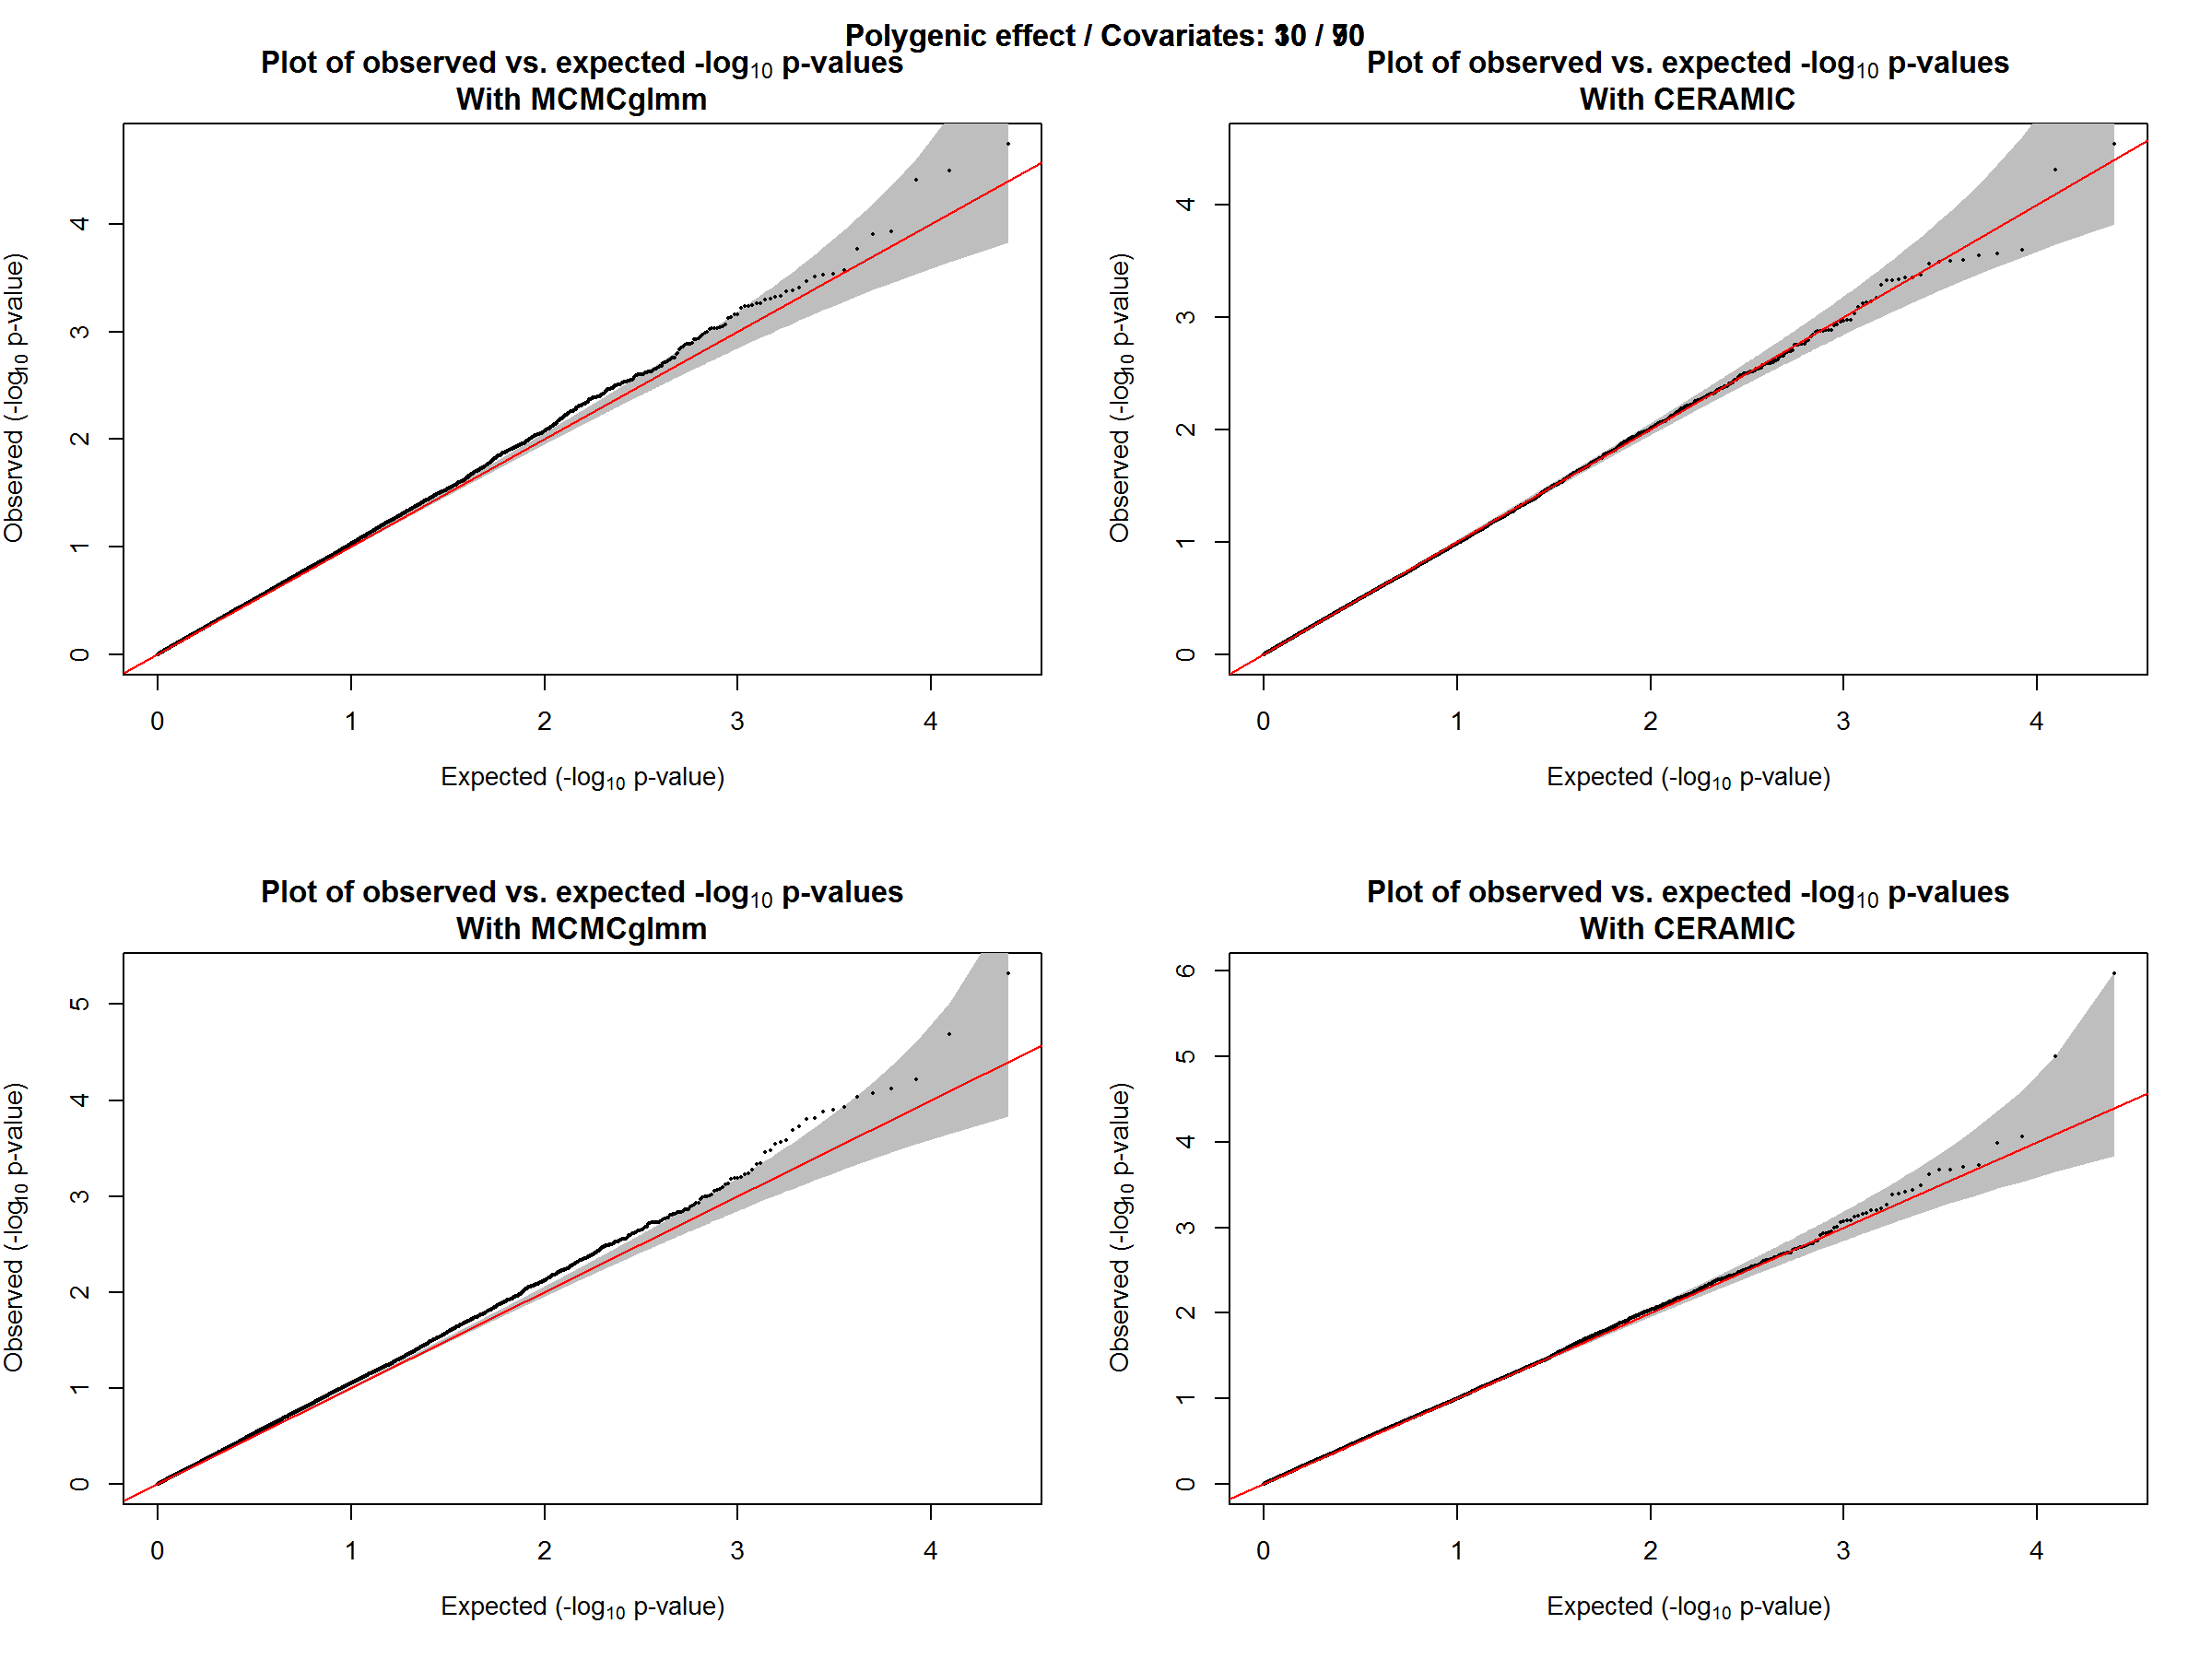 Polygenic effect / Covariates:
Plot of observed vs. expected -log10 p-values
With MCMCglmm
4
3
2
1
0
Observed (-log10 p-value)
0 1 2 3 4
Expected (-log10 p-value)
Plot of observed vs. expected -log10 p-values
With CERAMIC
4
3
2
1
0
Observed (-log10 p-value)
0 1 2 3 4
Expected (-log10 p-value)
Plot of observed vs. expected -log10 p-values
With MCMCglmm
5
4
3
2
1
0
Observed (-log10 p-value)
0 1 2 3 4
Expected (-log10 p-value)
Plot of observed vs. expected -log10 p-values
With CERAMIC
6
5
4
3
2
1
0
Observed (-log10 p-value)
0 1 2 3 4
Expected (-log10 p-value)